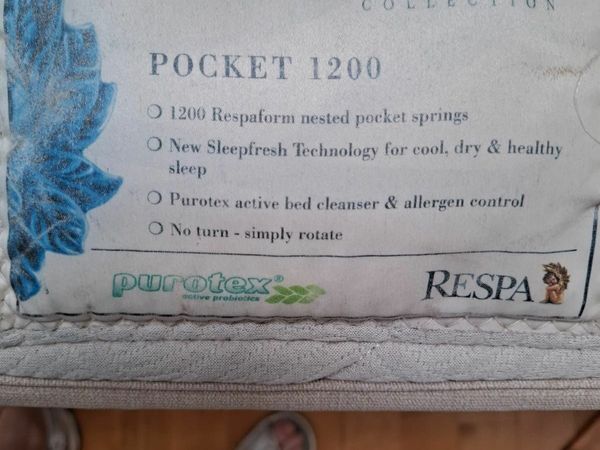 COLLECTION
POCKET 1200
1200 Respaform nested pocket springs
New Sleepfresh Technology for cool, dry & healthy
sleep
Purotex active bed cleanser & allergen control
No turn - simply rotate
purotex®
active probiotics
RESPA